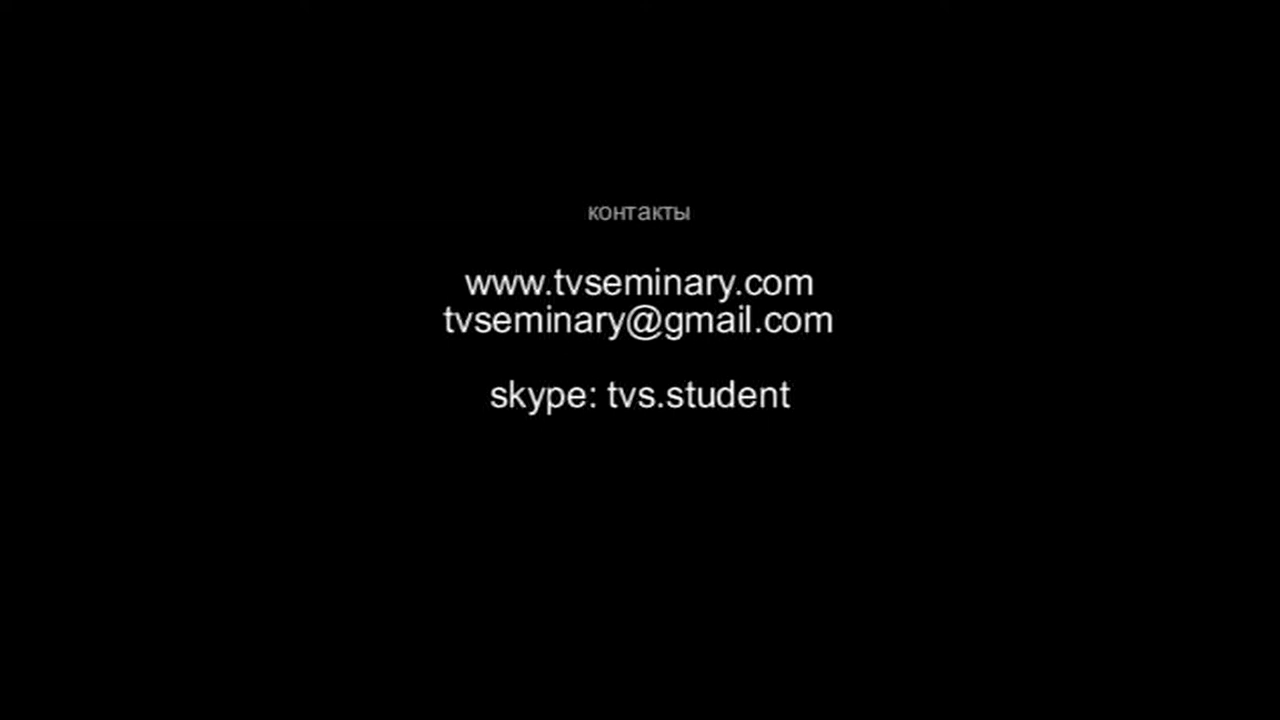 контакты
www.tvseminary.com
tvseminary@gmail.com
skype: tvs.student